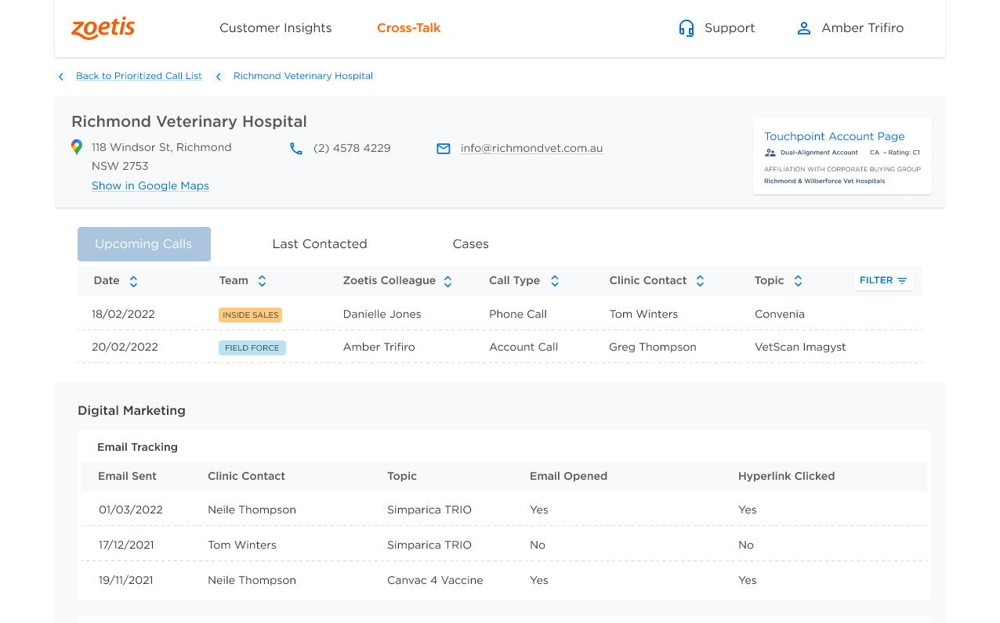 zoetis Customer Insights Cross-Talk Support Amber Trifiro
Back to Prioritized Call List Richmond Veterinary Hospital
Richmond Veterinary Hospital
118 Windsor St, Richmond
NSW 2753
Show in Google Maps
(2) 4578 4229
info@richmondvet.com.au
Touchpoint Account Page
Dual-Alignment Account CA – Rating: C1
AFFILIATION WITH CORPORATE BUYING GROUP
Richmond & Wilberforce Vet Hospitals
Upcoming Calls Last Contacted Cases
Date Team Zoetis Colleague Call Type Clinic Contact Topic FILTER
18/02/2022 INSIDE SALES Danielle Jones Phone Call Tom Winters Convenia
20/02/2022 FIELD FORCE Amber Trifiro Account Call Greg Thompson VetScan Imagyst
Digital Marketing
Email Tracking
Email Sent Clinic Contact Topic Email Opened Hyperlink Clicked
01/03/2022 Neile Thompson Simparica TRIO Yes Yes
17/12/2021 Tom Winters Simparica TRIO No No
19/11/2021 Neile Thompson Canvac 4 Vaccine Yes Yes